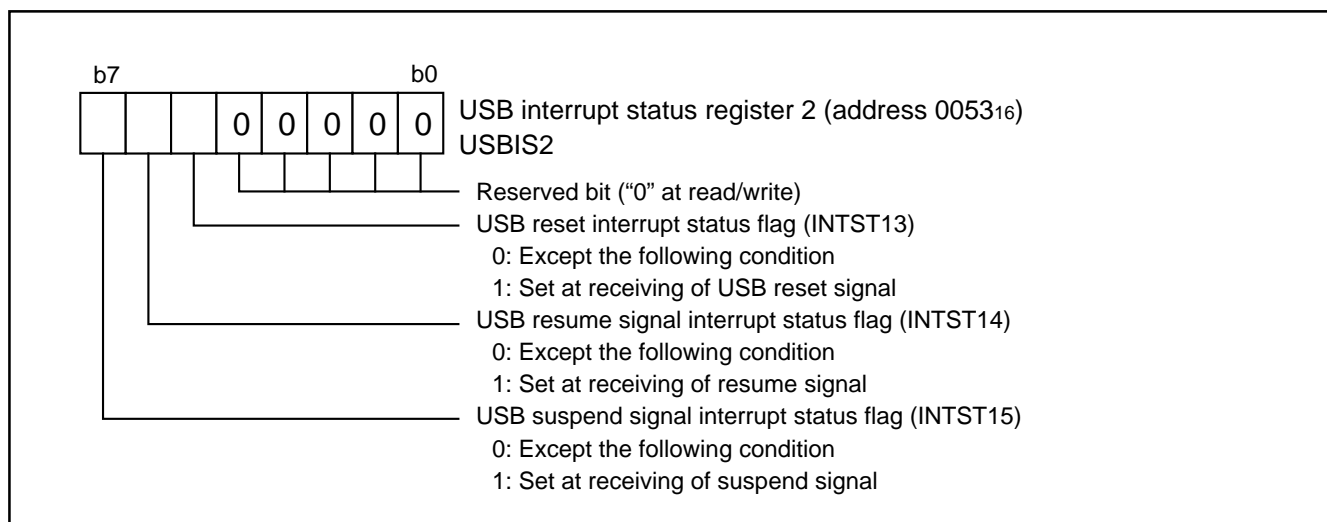 b7 b0
0 0 0 0 0
USB interrupt status register 2 (address 005316)
USBIS2
Reserved bit (“0” at read/write)
USB reset interrupt status flag (INTST13)
0: Except the following condition
1: Set at receiving of USB reset signal
USB resume signal interrupt status flag (INTST14)
0: Except the following condition
1: Set at receiving of resume signal
USB suspend signal interrupt status flag (INTST15)
0: Except the following condition
1: Set at receiving of suspend signal